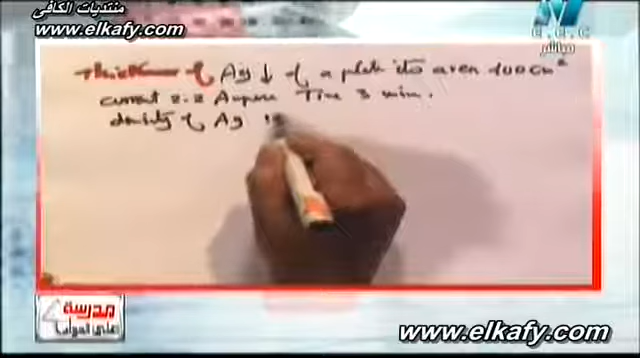 منتديات الكافى
www.elkafy.com
E.E.C
مباشر
Thickness of Ag ↓ of a plate its area 100 cm²
current 2.2 Ampere Time 3 min.
density of Ag
مدرسة
على الهواء
www.elkafy.com